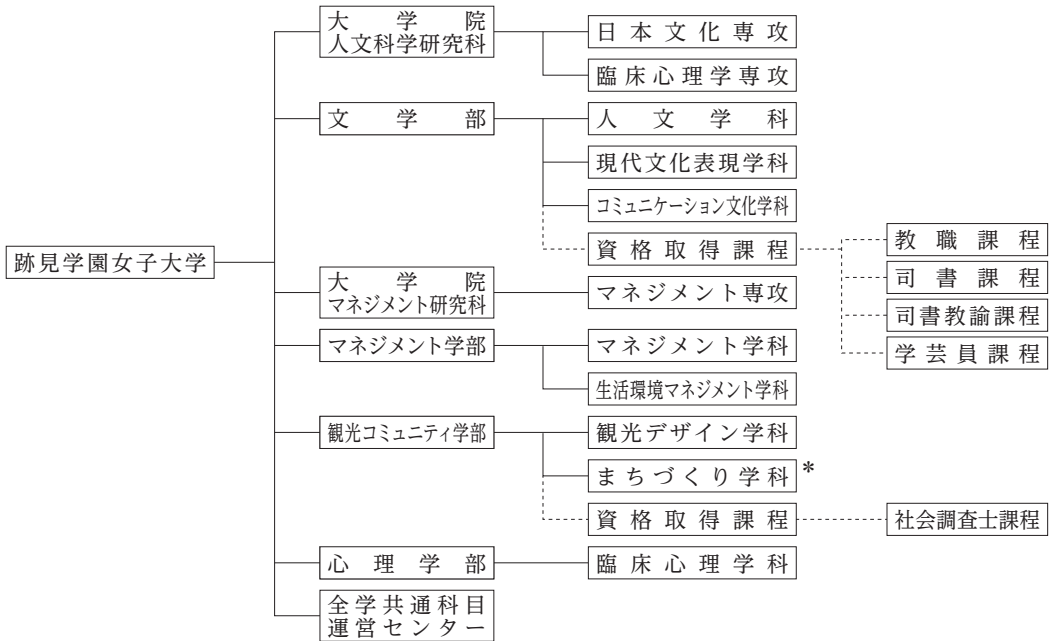 跡見学園女子大学
大学院
人文科学研究科
日本文化専攻
臨床心理学専攻
文学部
人文学科
現代文化表現学科
コミュニケーション文化学科
資格取得課程
教職課程
司書課程
司書教諭課程
学芸員課程
大学院
マネジメント研究科
マネジメント専攻
マネジメント学部
マネジメント学科
生活環境マネジメント学科
観光コミュニティ学部
観光デザイン学科
まちづくり学科*
資格取得課程
社会調査士課程
心理学部
臨床心理学科
全学共通科目
運営センター